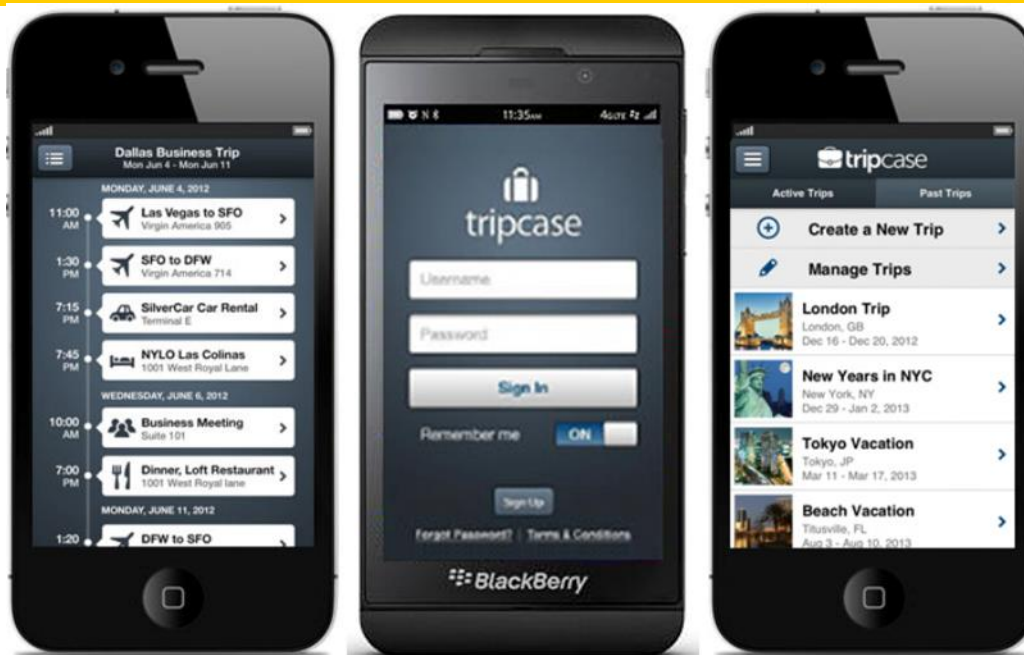 Dallas Business Trip
Mon Jun 4 - Mon Jun 11
MONDAY, JUNE 4, 2012
11:00 AM
Las Vegas to SFO
Virgin America 905
1:30 PM
SFO to DFW
Virgin America 714
7:15 PM
SilverCar Car Rental
Terminal E
7:45 PM
NYLO Las Colinas
1001 West Royal Lane
WEDNESDAY, JUNE 6, 2012
10:00 AM
Business Meeting
Suite 101
7:00 PM
Dinner, Loft Restaurant
1001 West Royal lane
MONDAY, JUNE 11, 2012
1:20
DFW to SFO
11:35AM
tripcase
Username
Password
Sign In
Remember me
ON
Sign Up
Forgot Password? | Terms & Conditions
BlackBerry
tripcase
Active Trips
Past Trips
Create a New Trip
Manage Trips
London Trip
London, GB
Dec 16 - Dec 20, 2012
New Years in NYC
New York, NY
Dec 29 - Jan 2, 2013
Tokyo Vacation
Tokyo, JP
Mar 11 - Mar 17, 2013
Beach Vacation
Titusville, FL
Aug 3 - Aug 10, 2013